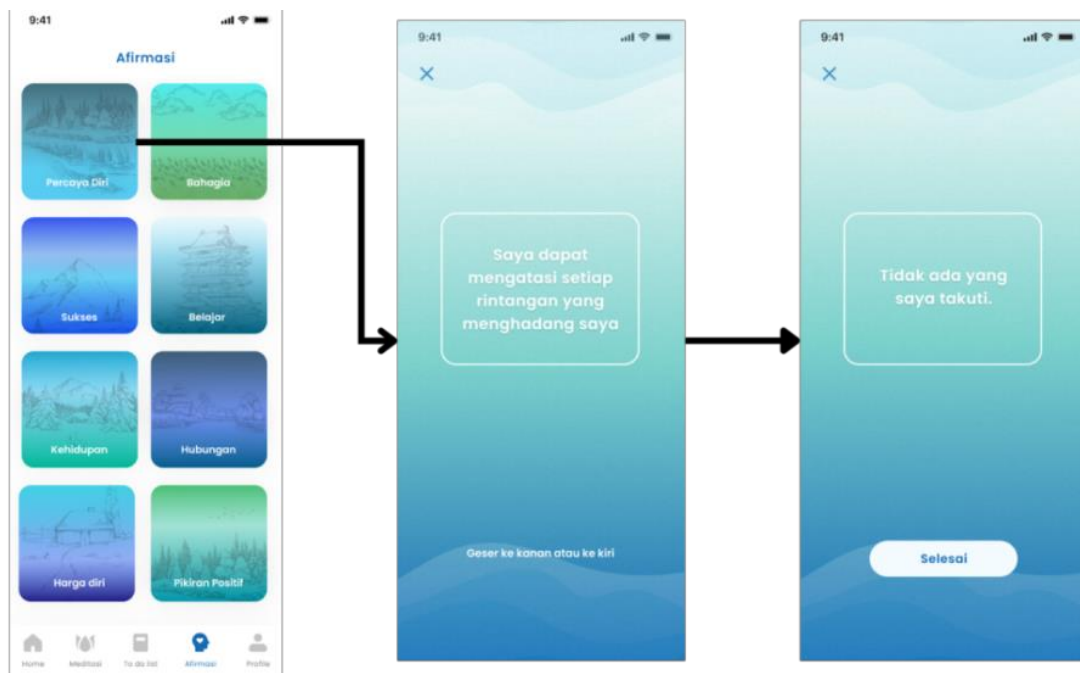 9:41
Afirmasi
Percaya Diri
Bahagia
Sukses
Belajar
Kehidupan
Hubungan
Harga diri
Pikiran Positif
Home
Meditasi
To do list
Afirmasi
Profile
9:41
Saya dapat
mengatasi setiap
rintangan yang
menghadang saya
Geser ke kanan atau ke kiri
9:41
Tidak ada yang
saya takuti.
Selesai